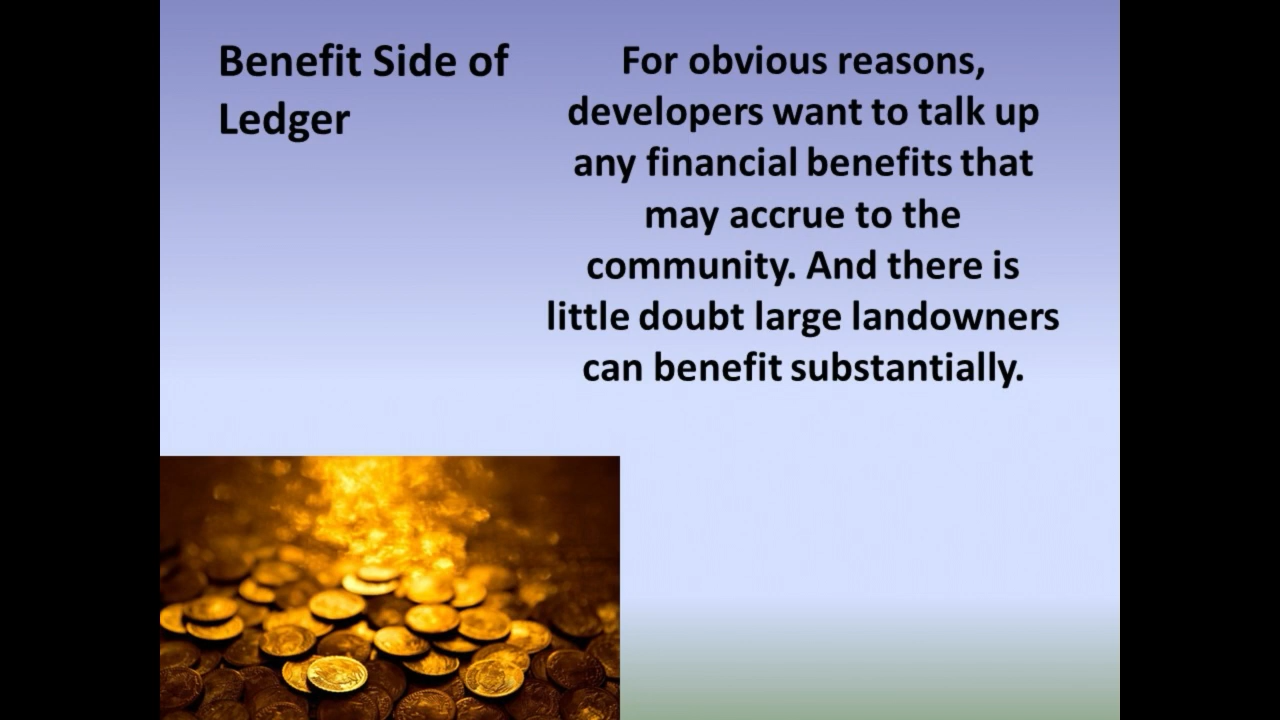 Benefit Side of
Ledger
For obvious reasons,
developers want to talk up
any financial benefits that
may accrue to the
community. And there is
little doubt large landowners
can benefit substantially.